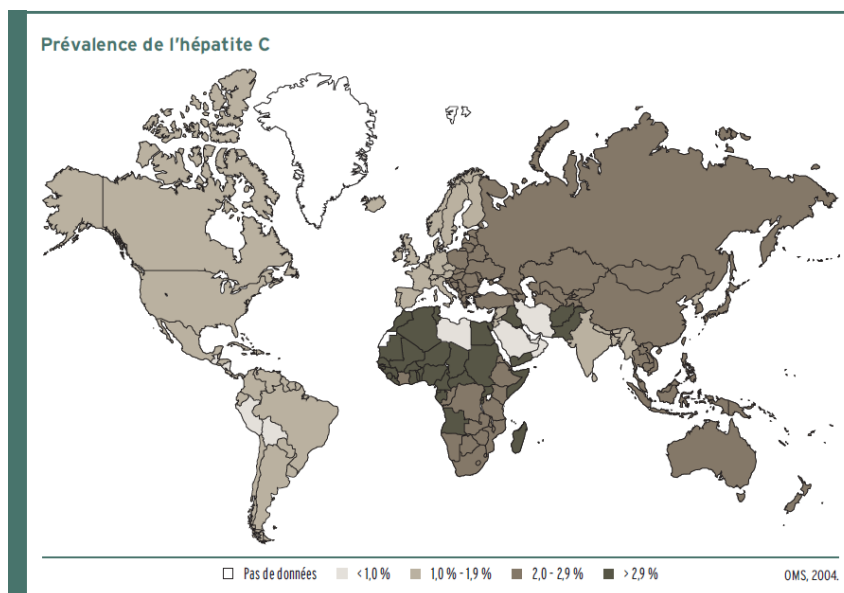 Prévalence de l'hépatite C
Pas de données < 1,0 % 1,0 % - 1,9 % 2,0 - 2,9 % > 2,9 % OMS, 2004.